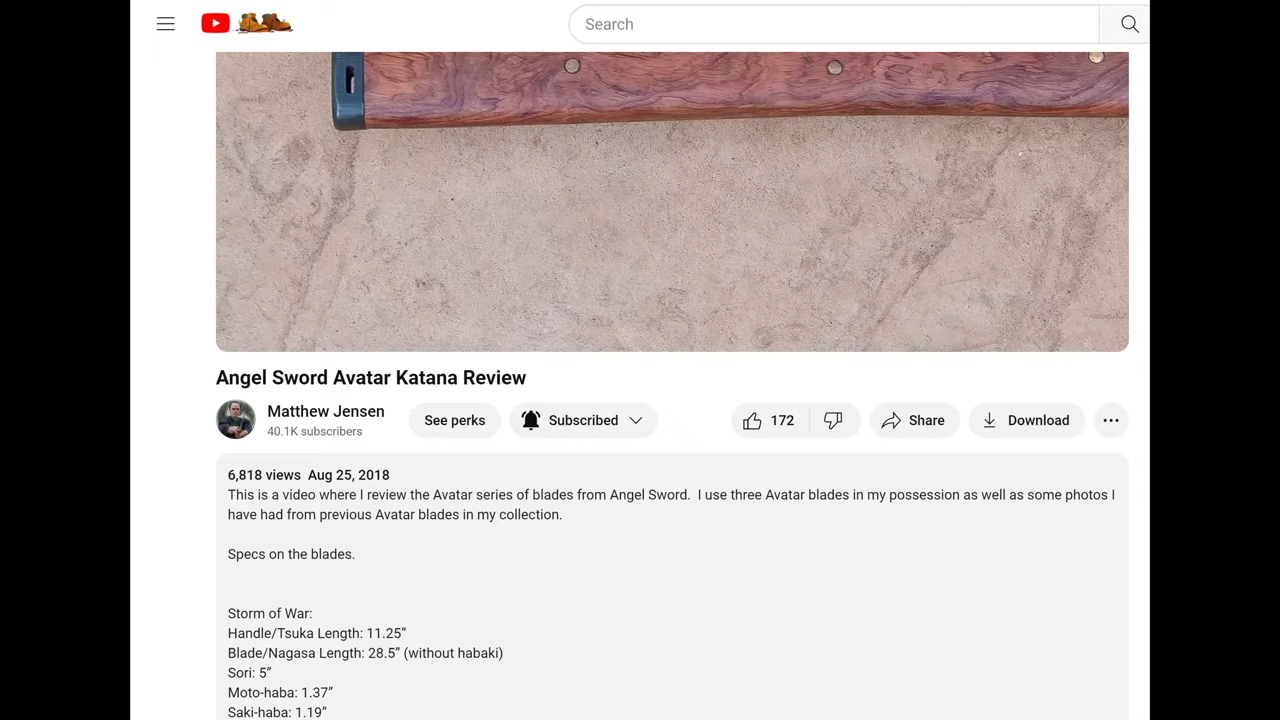 Search
Angel Sword Avatar Katana Review
Matthew Jensen
40.1K subscribers
See perks
Subscribed
172
Share
Download
6,818 views  Aug 25, 2018
This is a video where I review the Avatar series of blades from Angel Sword.  I use three Avatar blades in my possession as well as some photos I
have had from previous Avatar blades in my collection.
Specs on the blades.
Storm of War:
Handle/Tsuka Length: 11.25”
Blade/Nagasa Length: 28.5” (without habaki)
Sori: 5”
Moto-haba: 1.37”
Saki-haba: 1.19”